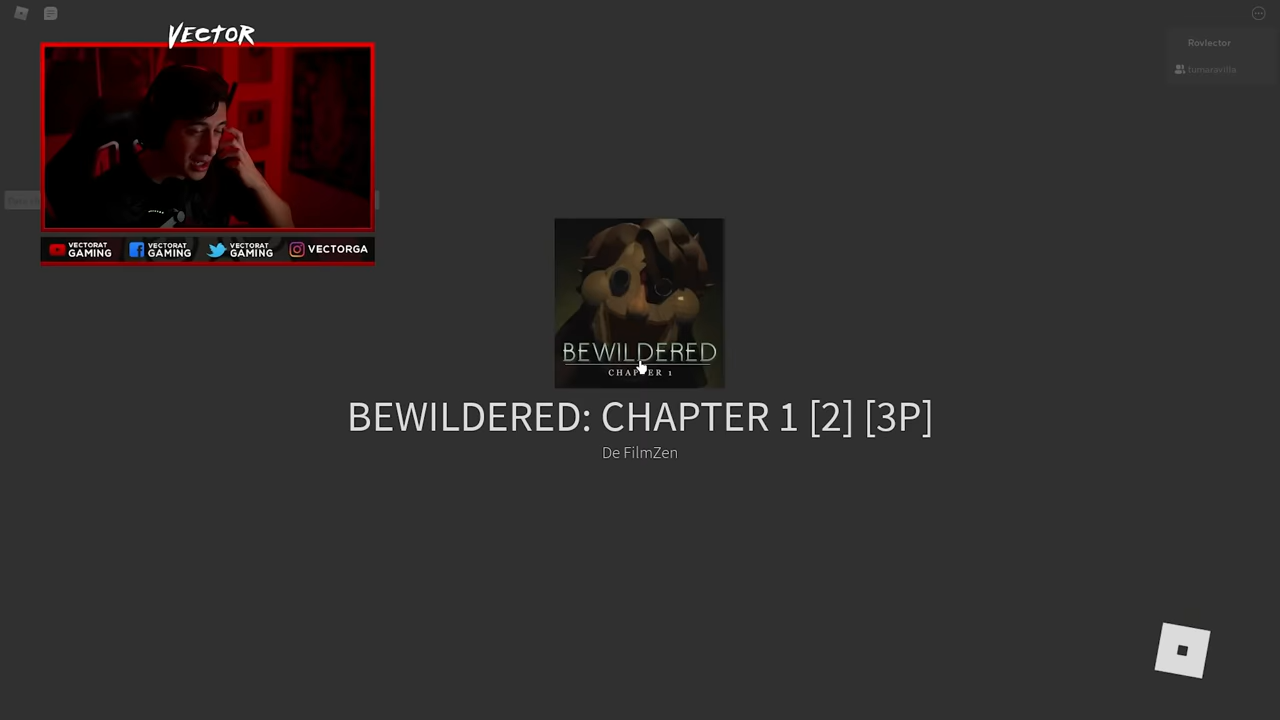 VECTOR
Rovlector
tumaravilla
VECTORAT GAMING
VECTORAT GAMING
VECTORAT GAMING
VECTORGA
BEWILDERED
CHAPTER 1
BEWILDERED: CHAPTER 1 [2] [3P]
De FilmZen